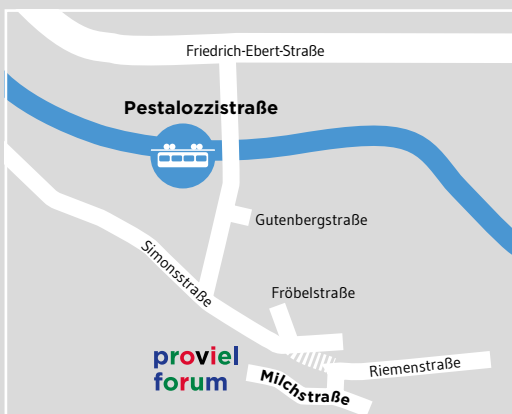 Friedrich-Ebert-Straße
Pestalozzistraße
Gutenbergstraße
Simonsstraße
Fröbelstraße
proviel
forum
Riemenstraße
Milchstraße